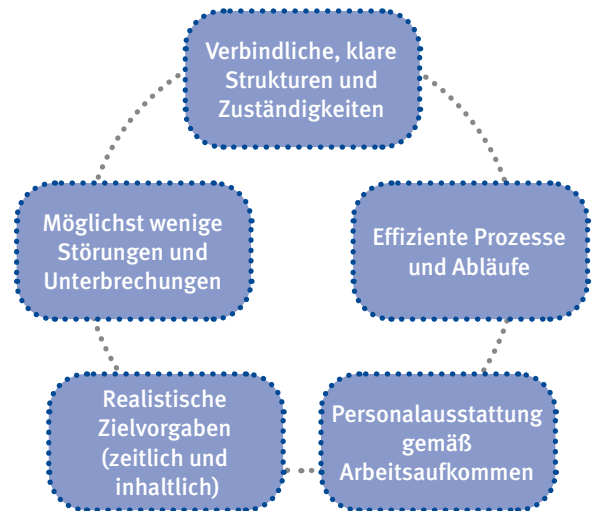 Verbindliche, klare
Strukturen und
Zuständigkeiten
Möglichst wenige
Störungen und
Unterbrechungen
Effiziente Prozesse
und Abläufe
Realistische
Zielvorgaben
(zeitlich und
inhaltlich)
Personalausstattung
gemäß
Arbeitsaufkommen